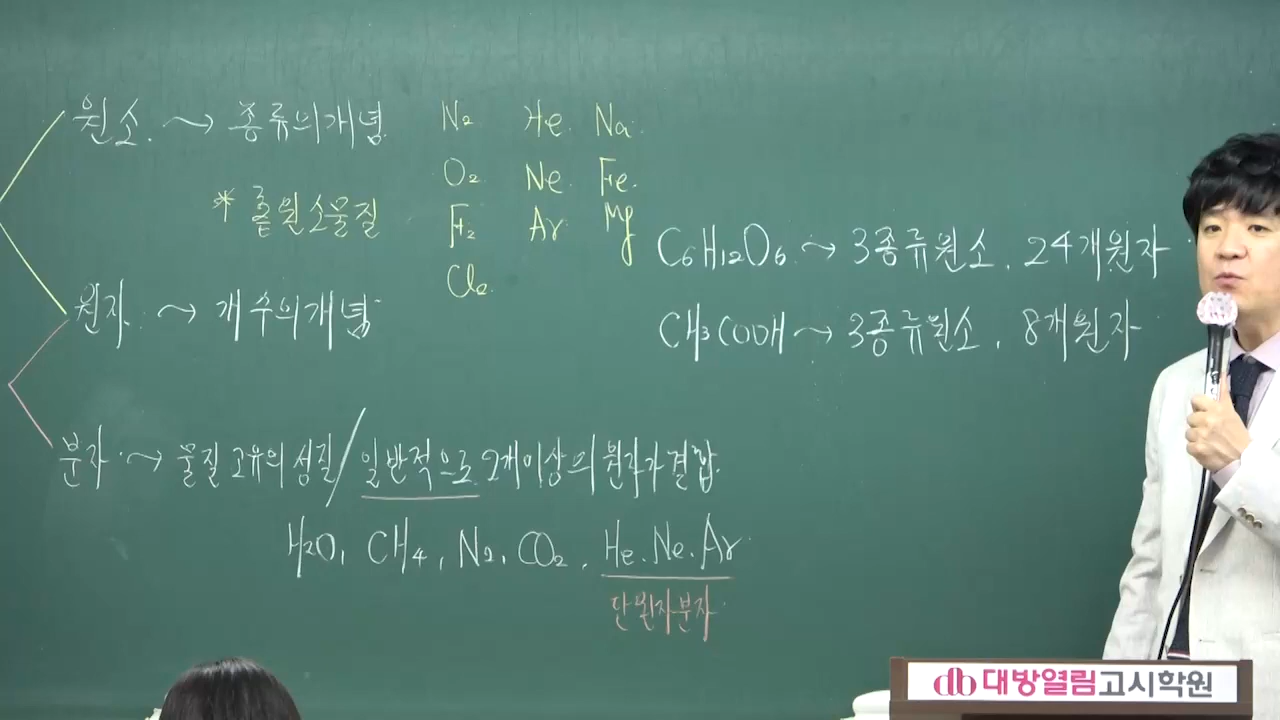 원소. → 종류의개념 N₂ He. Na.
O₂ Ne. Fe.
* 홑원소물질 F₂ Ar Mg
C₆H₁₂O₆ → 3종류원소. 24개원자
Cl₂
원자. → 개수의개념
CH₃COOH → 3종류원소. 8개원자
분자. → 물질고유의성질/일반적으로2개이상의원자가결합.
H₂O, CH₄, N₂, CO₂, He. Ne. Ar
단원자분자
db 대방열림고시학원